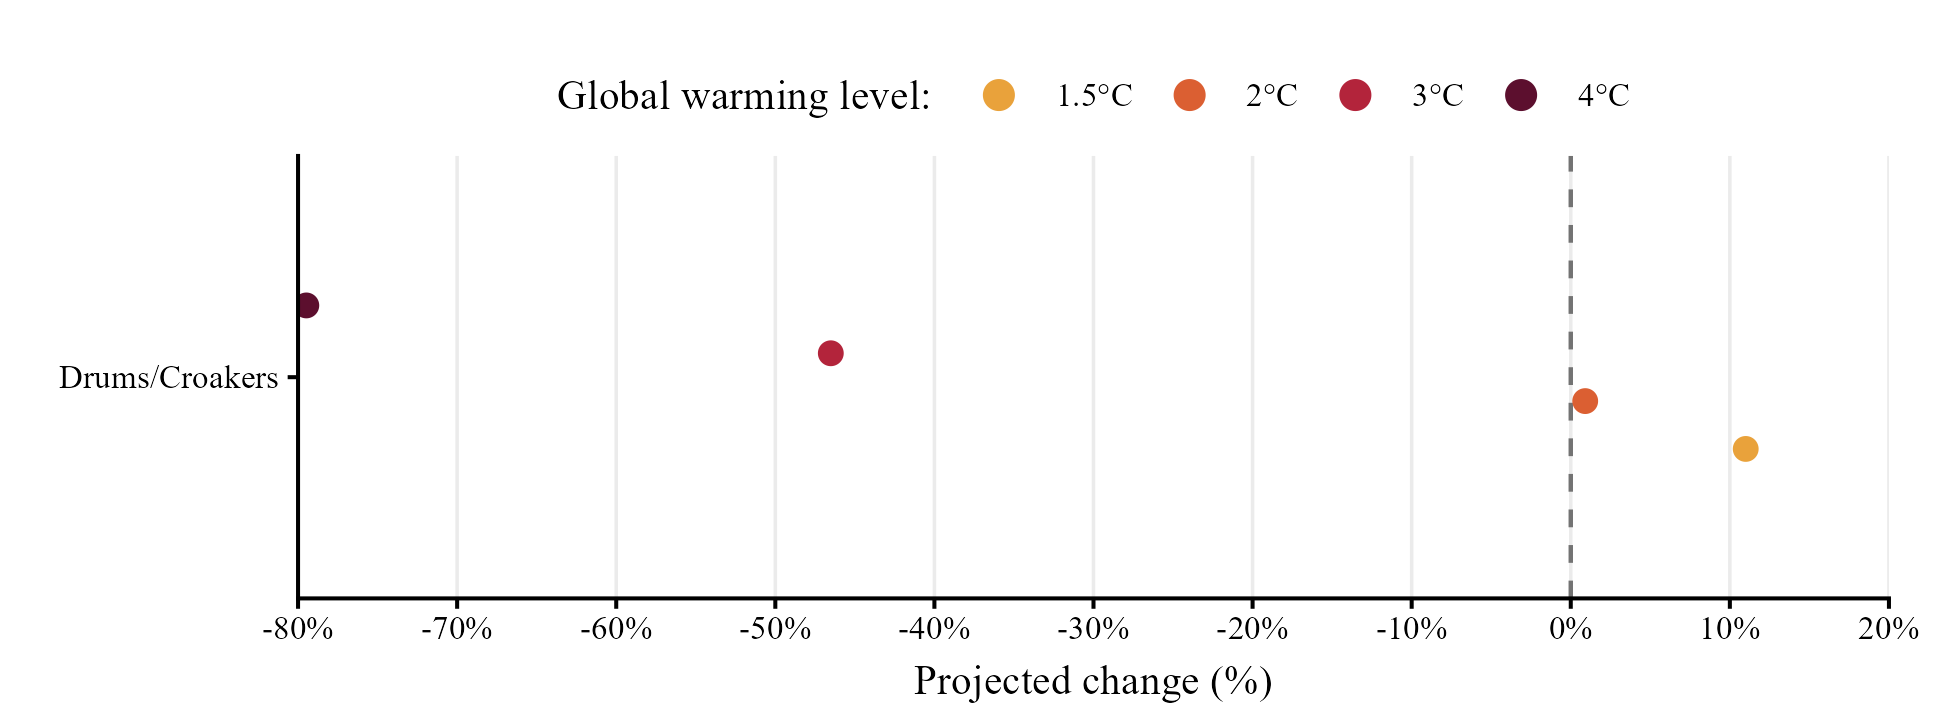 Global warming level: 1.5°C 2°C 3°C 4°C
Drums/Croakers
-80% -70% -60% -50% -40% -30% -20% -10% 0% 10% 20%
Projected change (%)